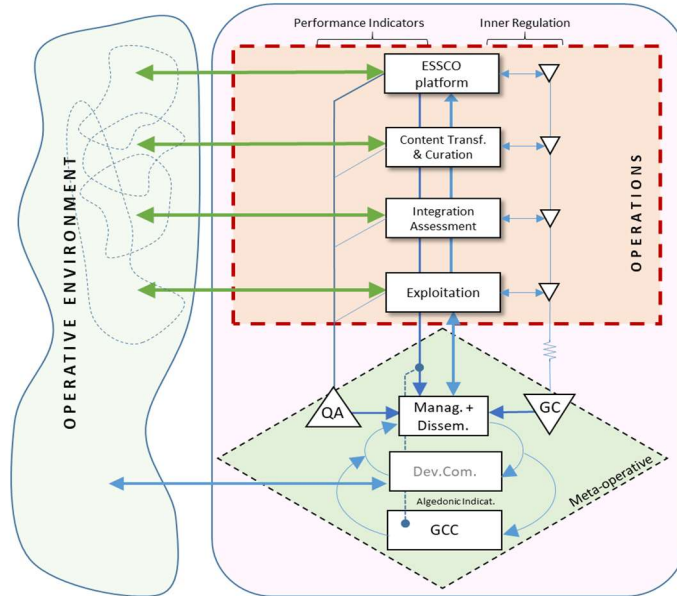 Performance Indicators
Inner Regulation
ESSCO
platform
Content Transf.
& Curation
Integration
Assessment
Exploitation
OPERATIONS
OPERATIVE ENVIRONMENT
QA
Manag. +
Dissem.
GC
Dev.Com.
Meta-operative
Algedonic Indicat.
GCC